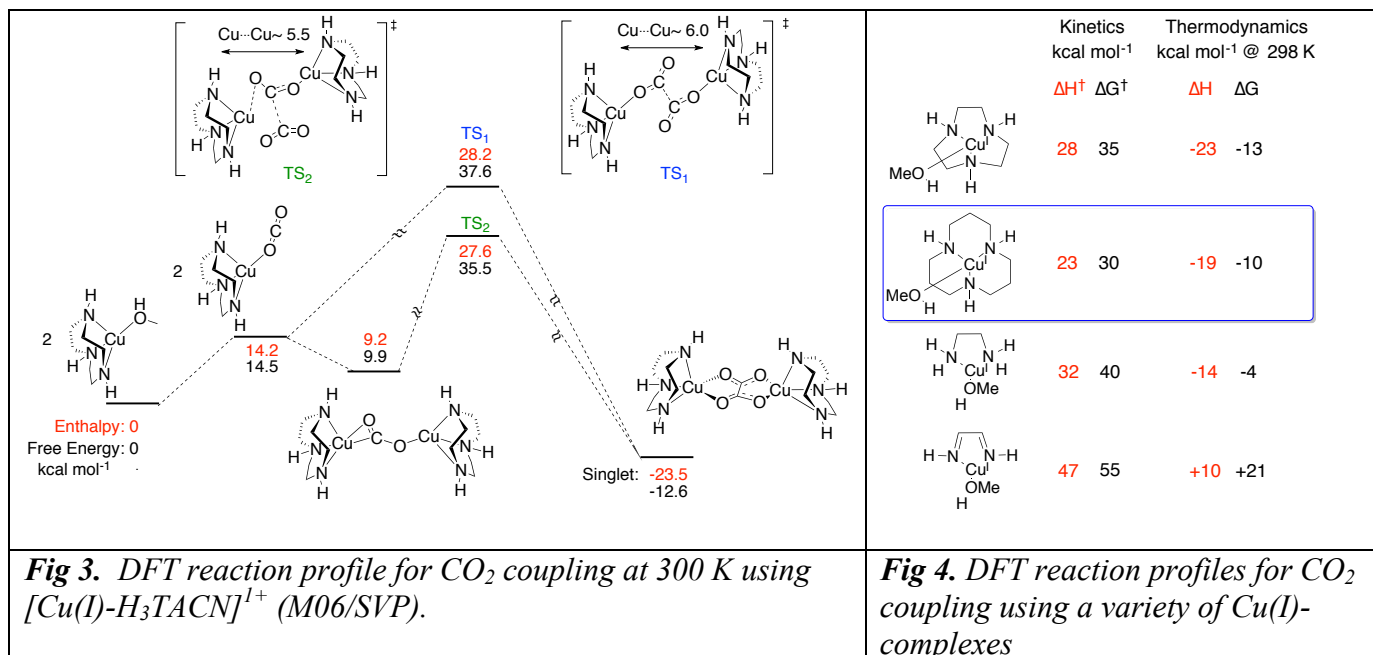 Cu···Cu~ 5.5
‡
TS2
Cu···Cu~ 6.0
‡
TS1
TS1
28.2
37.6
TS2
27.6
35.5
2
2
14.2
14.5
9.2
9.9
Enthalpy: 0
Free Energy: 0
kcal mol-1
Singlet: -23.5
-12.6
Kinetics Thermodynamics
kcal mol-1 kcal mol-1 @ 298 K
ΔH† ΔG† ΔH ΔG
28 35 -23 -13
23 30 -19 -10
32 40 -14 -4
47 55 +10 +21
Fig 3. DFT reaction profile for CO2 coupling at 300 K using
[Cu(I)-H3TACN]1+ (M06/SVP).
Fig 4. DFT reaction profiles for CO2
coupling using a variety of Cu(I)-
complexes